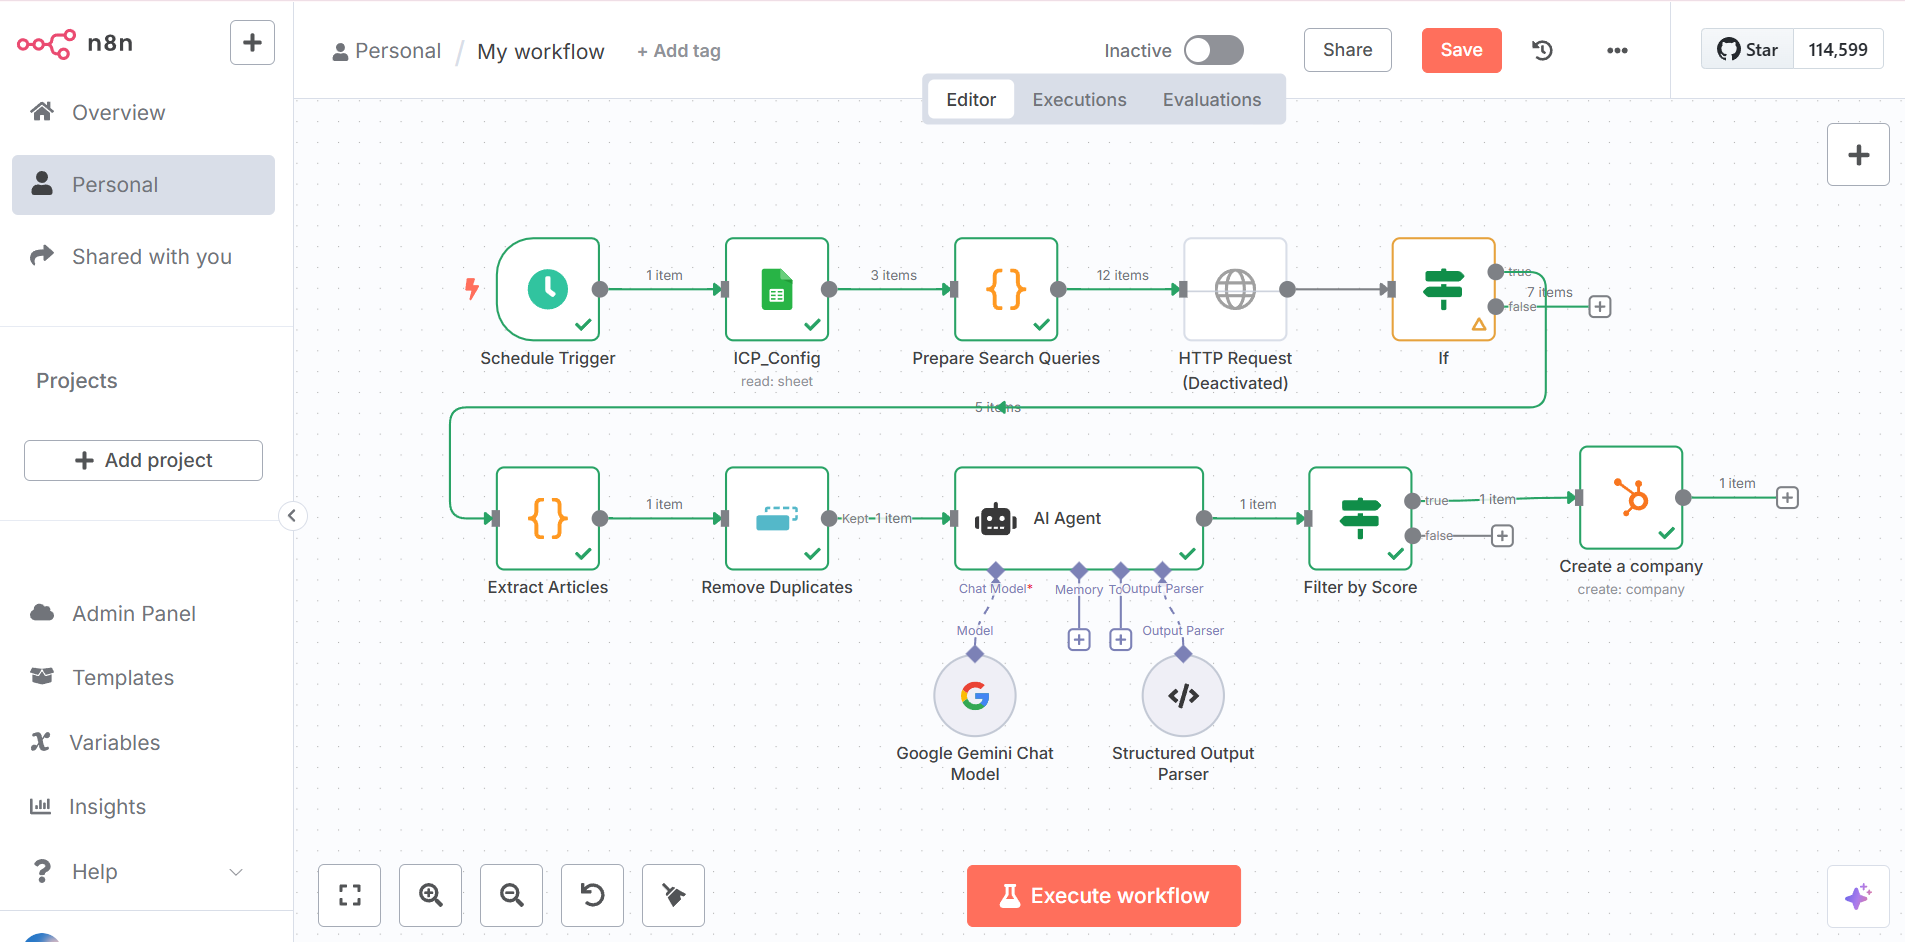 n8n
Personal / My workflow + Add tag
Inactive
Share
Save
Star 114,599
Editor Executions Evaluations
Overview
Personal
Shared with you
Projects
Add project
Admin Panel
Templates
Variables
Insights
Help
1 item
3 items
12 items
true
7 items
false
Schedule Trigger
ICP_Config
read: sheet
Prepare Search Queries
HTTP Request
(Deactivated)
If
5 items
1 item
Kept 1 item
AI Agent
1 item
true 1 item
false
1 item
Extract Articles
Remove Duplicates
Chat Model*
Memory
To
Output Parser
Filter by Score
Create a company
create: company
Model
Output Parser
Google Gemini Chat
Model
Structured Output
Parser
Execute workflow